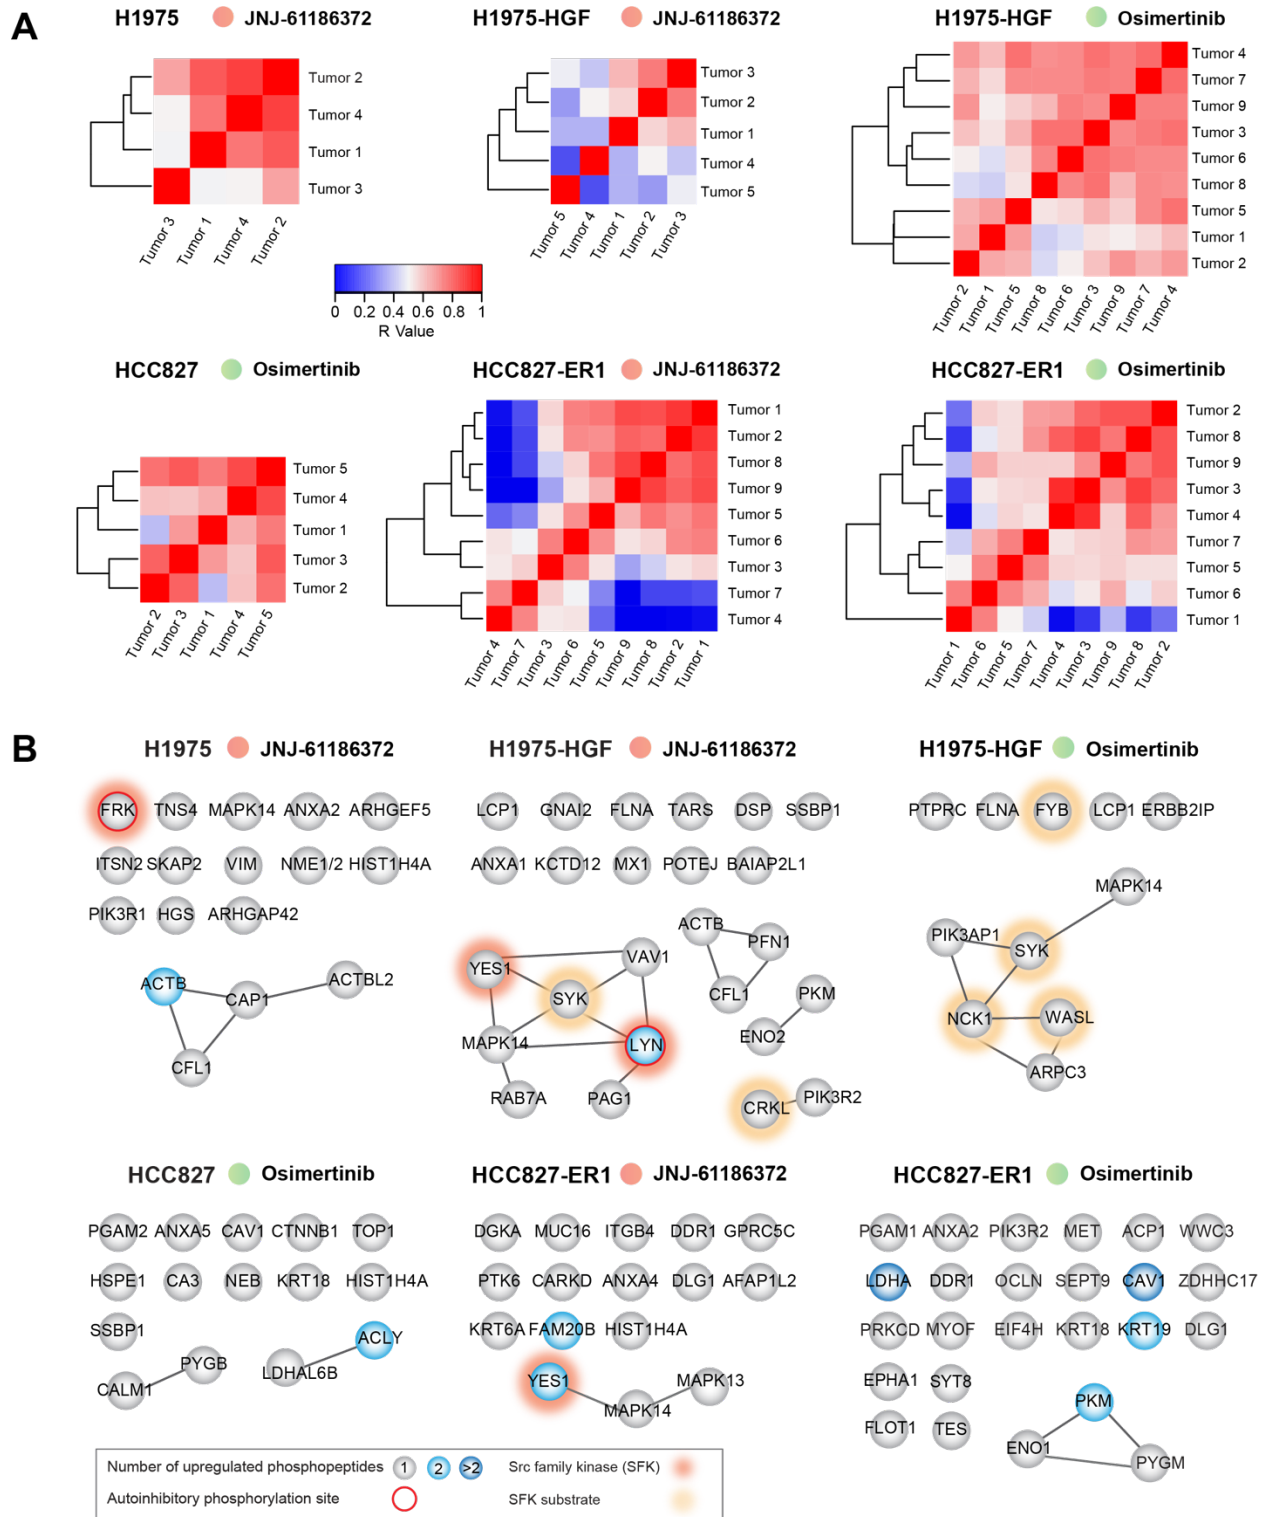 A
H1975 JNJ-61186372
Tumor 2
Tumor 4
Tumor 1
Tumor 3
Tumor 3 Tumor 1 Tumor 4 Tumor 2
H1975-HGF JNJ-61186372
Tumor 3
Tumor 2
Tumor 1
Tumor 4
Tumor 5
Tumor 5 Tumor 4 Tumor 1 Tumor 2 Tumor 3
H1975-HGF Osimertinib
Tumor 4
Tumor 7
Tumor 9
Tumor 3
Tumor 6
Tumor 8
Tumor 5
Tumor 1
Tumor 2
Tumor 2 Tumor 1 Tumor 5 Tumor 8 Tumor 6 Tumor 3 Tumor 9 Tumor 7 Tumor 4
0 0.2 0.4 0.6 0.8 1
R Value
HCC827 Osimertinib
Tumor 5
Tumor 4
Tumor 1
Tumor 3
Tumor 2
Tumor 2 Tumor 3 Tumor 1 Tumor 4 Tumor 5
HCC827-ER1 JNJ-61186372
Tumor 1
Tumor 2
Tumor 8
Tumor 9
Tumor 5
Tumor 6
Tumor 3
Tumor 7
Tumor 4
Tumor 4 Tumor 7 Tumor 3 Tumor 6 Tumor 5 Tumor 9 Tumor 8 Tumor 2 Tumor 1
HCC827-ER1 Osimertinib
Tumor 2
Tumor 8
Tumor 9
Tumor 3
Tumor 4
Tumor 7
Tumor 5
Tumor 6
Tumor 1
Tumor 1 Tumor 6 Tumor 5 Tumor 7 Tumor 4 Tumor 3 Tumor 9 Tumor 8 Tumor 2
B
H1975 JNJ-61186372
FRK TNS4 MAPK14 ANXA2 ARHGEF5
ITSN2 SKAP2 VIM NME1/2 HIST1H4A
PIK3R1 HGS ARHGAP42
ACTB CAP1 ACTBL2
CFL1
H1975-HGF JNJ-61186372
LCP1 GNAI2 FLNA TARS DSP SSBP1
ANXA1 KCTD12 MX1 POTEJ BAIAP2L1
ACTB PFN1
YES1 VAV1
SYK CFL1 PKM
MAPK14 LYN ENO2
RAB7A PAG1 CRKL PIK3R2
H1975-HGF Osimertinib
PTPRC FLNA FYB LCP1 ERBB2IP
MAPK14
PIK3AP1 SYK
NCK1 WASL
ARPC3
HCC827 Osimertinib
PGAM2 ANXA5 CAV1 CTNNB1 TOP1
HSPE1 CA3 NEB KRT18 HIST1H4A
SSBP1 ACLY
PYGB LDHAL6B
CALM1
HCC827-ER1 JNJ-61186372
DGKA MUC16 ITGB4 DDR1 GPRC5C
PTK6 CARKD ANXA4 DLG1 AFAP1L2
KRT6A FAM20B HIST1H4A
YES1 MAPK13
MAPK14
HCC827-ER1 Osimertinib
PGAM1 ANXA2 PIK3R2 MET ACP1 WWC3
LDHA DDR1 OCLN SEPT9 CAV1 ZDHHC17
PRKCD MYOF EIF4H KRT18 KRT19 DLG1
EPHA1 SYT8 PKM
FLOT1 TES ENO1
PYGM
Number of upregulated phosphopeptides 1 2 >2 Src family kinase (SFK)
Autoinhibitory phosphorylation site SFK substrate